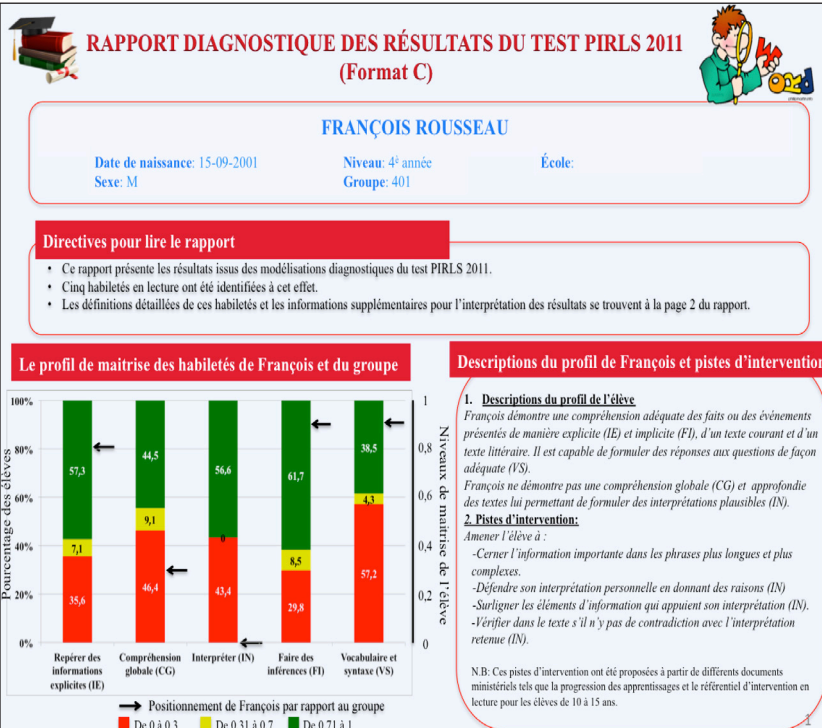 RAPPORT DIAGNOSTIQUE DES RÉSULTATS DU TEST PIRLS 2011
(Format C)
FRANÇOIS ROUSSEAU
Date de naissance: 15-09-2001 Niveau: 4e année École:
Sexe: M Groupe: 401
Directives pour lire le rapport
• Ce rapport présente les résultats issus des modélisations diagnostiques du test PIRLS 2011.
• Cinq habiletés en lecture ont été identifiées à cet effet.
• Les définitions détaillées de ces habiletés et les informations supplémentaires pour l'interprétation des résultats se trouvent à la page 2 du rapport.
Le profil de maitrise des habiletés de François et du groupe
Pourcentage des élèves
100%
80%
60%
40%
20%
0%
57,3
7,1
35,6
44,5
9,1
46,4
56,6
0
43,4
61,7
8,5
29,8
38,5
4,3
57,2
1
0,8
0,6
0,4
0,2
0
Niveaux de maitrise de l'élève
Repérer des
informations
explicites (IE)
Compréhension
globale (CG)
Interpréter (IN)
Faire des
inférences (FI)
Vocabulaire et
syntaxe (VS)
Positionnement de François par rapport au groupe
De 0 à 0,3 De 0,31 à 0,7 De 0,71 à 1
Descriptions du profil de François et pistes d'intervention
1. Descriptions du profil de l'élève
François démontre une compréhension adéquate des faits ou des événements
présentés de manière explicite (IE) et implicite (FI), d'un texte courant et d'un
texte littéraire. Il est capable de formuler des réponses aux questions de façon
adéquate (VS).
François ne démontre pas une compréhension globale (CG) et approfondie
des textes lui permettant de formuler des interprétations plausibles (IN).
2. Pistes d'intervention:
Amener l'élève à :
-Cerner l'information importante dans les phrases plus longues et plus
complexes.
-Défendre son interprétation personnelle en donnant des raisons (IN)
-Surligner les éléments d'information qui appuient son interprétation (IN).
-Vérifier dans le texte s'il n'y pas de contradiction avec l'interprétation
retenue (IN).
N.B: Ces pistes d'intervention ont été proposées à partir de différents documents
ministériels tels que la progression des apprentissages et le référentiel d'intervention en
lecture pour les élèves de 10 à 15 ans.
1